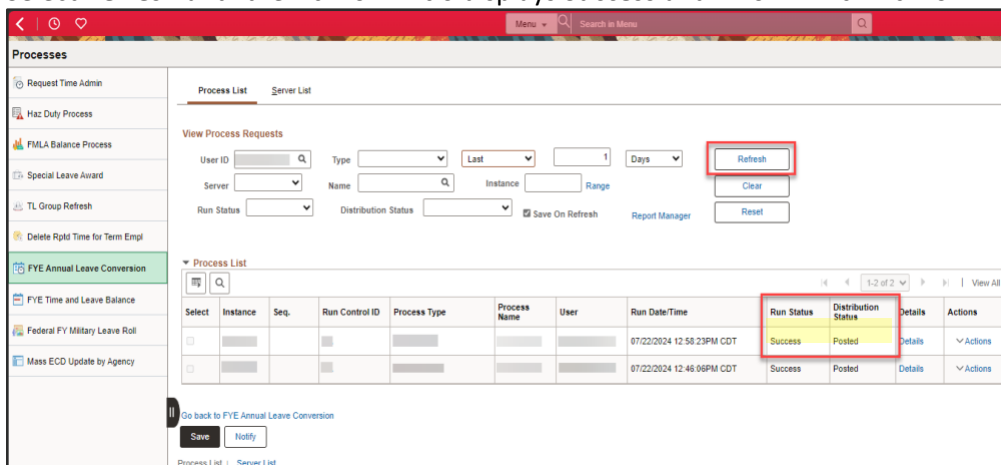 Menu Search in Menu
Processes
Request Time Admin
Haz Duty Process
FMLA Balance Process
Special Leave Award
TL Group Refresh
Delete Rptd Time for Term Empl
FYE Annual Leave Conversion
FYE Time and Leave Balance
Federal FY Military Leave Roll
Mass ECD Update by Agency
Process List Server List
View Process Requests
User ID Type Last 1 Days Refresh
Server Name Instance Range Clear
Run Status Distribution Status Save On Refresh Report Manager Reset
Process List
1-2 of 2 View All
Select Instance Seq. Run Control ID Process Type Process Name User Run Date/Time Run Status Distribution Status Details Actions
07/22/2024 12:58:23PM CDT Success Posted Details Actions
07/22/2024 12:46:06PM CDT Success Posted Details Actions
Go back to FYE Annual Leave Conversion
Save Notify
Process List | Server List